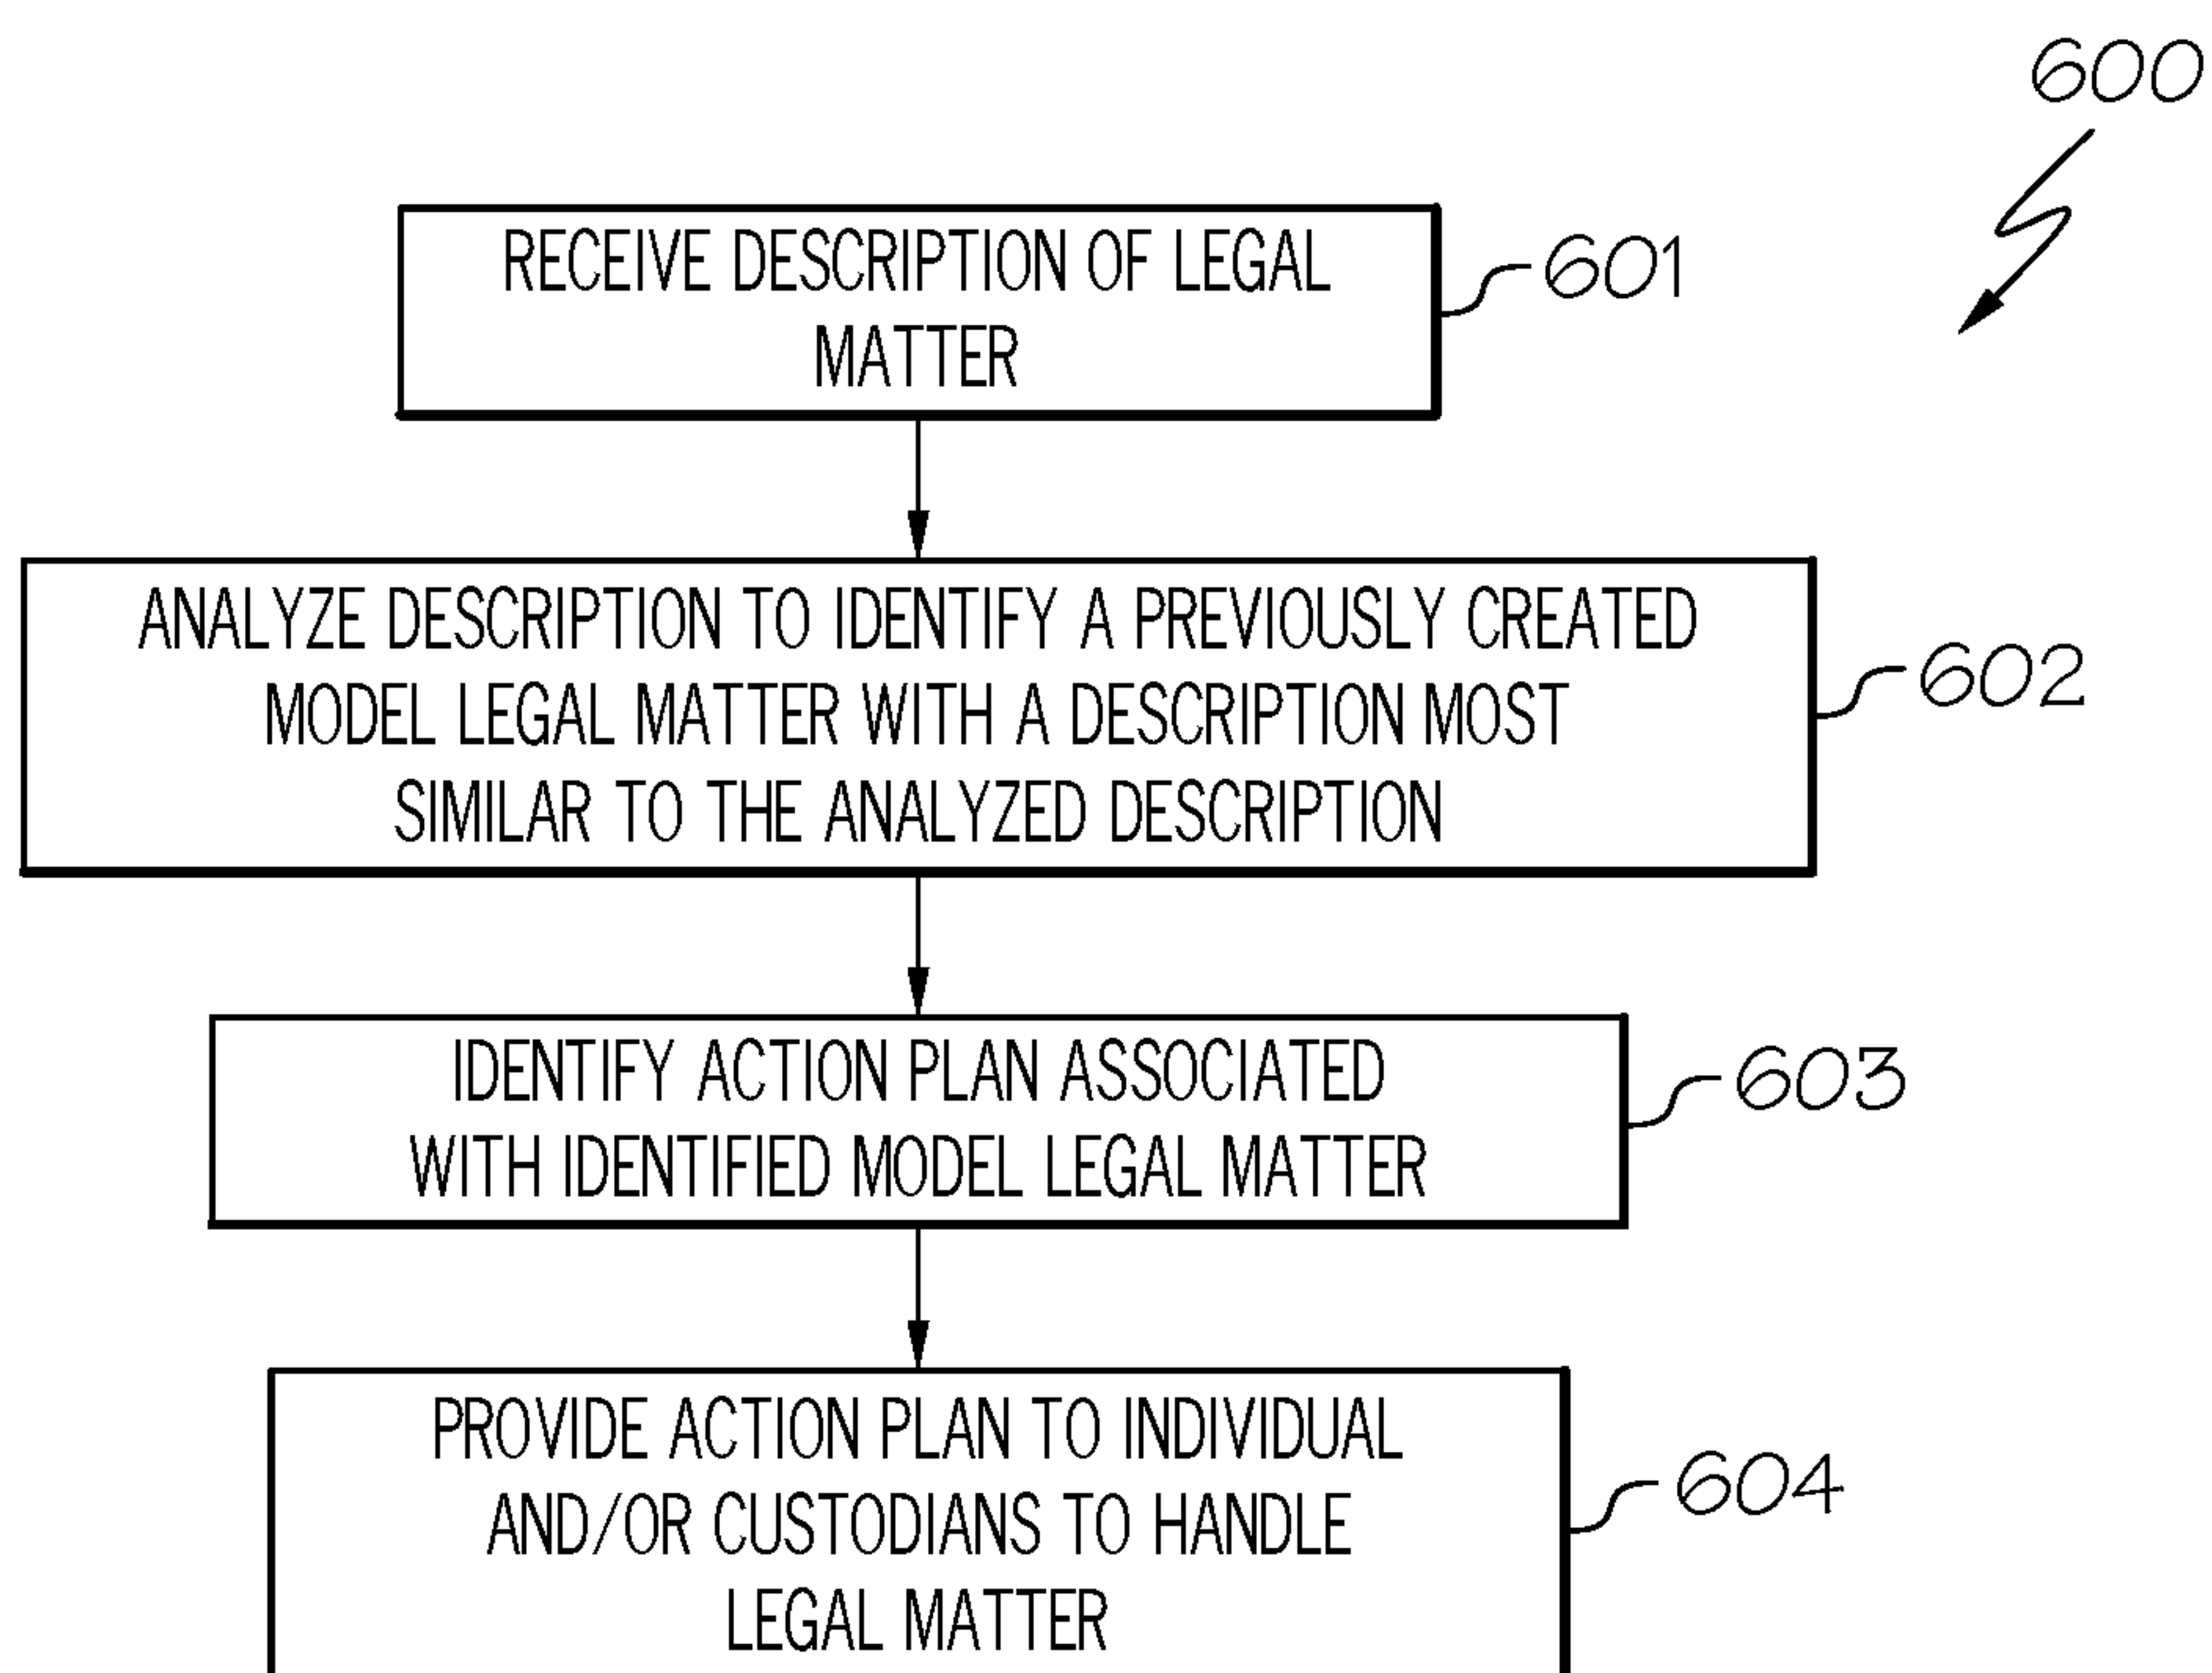 600
RECEIVE DESCRIPTION OF LEGAL
MATTER
601
ANALYZE DESCRIPTION TO IDENTIFY A PREVIOUSLY CREATED
MODEL LEGAL MATTER WITH A DESCRIPTION MOST
SIMILAR TO THE ANALYZED DESCRIPTION
602
IDENTIFY ACTION PLAN ASSOCIATED
WITH IDENTIFIED MODEL LEGAL MATTER
603
PROVIDE ACTION PLAN TO INDIVIDUAL
AND/OR CUSTODIANS TO HANDLE
LEGAL MATTER
604